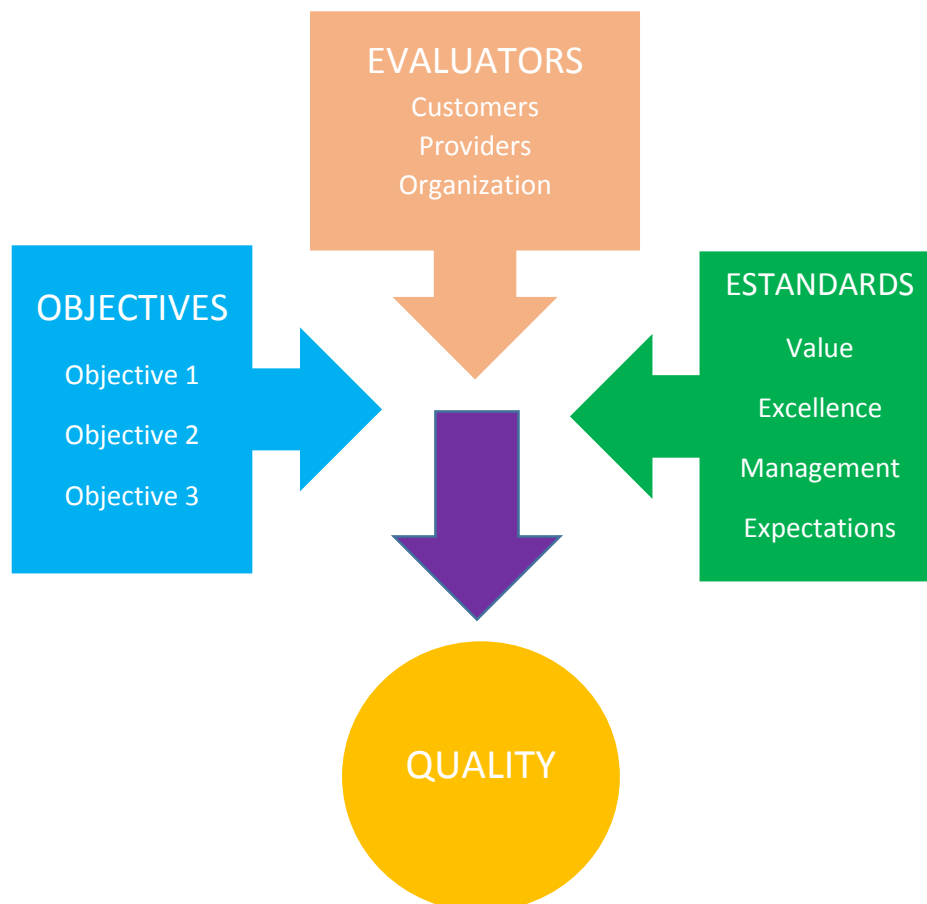 EVALUATORS
Customers
Providers
Organization
OBJECTIVES
Objective 1
Objective 2
Objective 3
ESTANDARDS
Value
Excellence
Management
Expectations
QUALITY